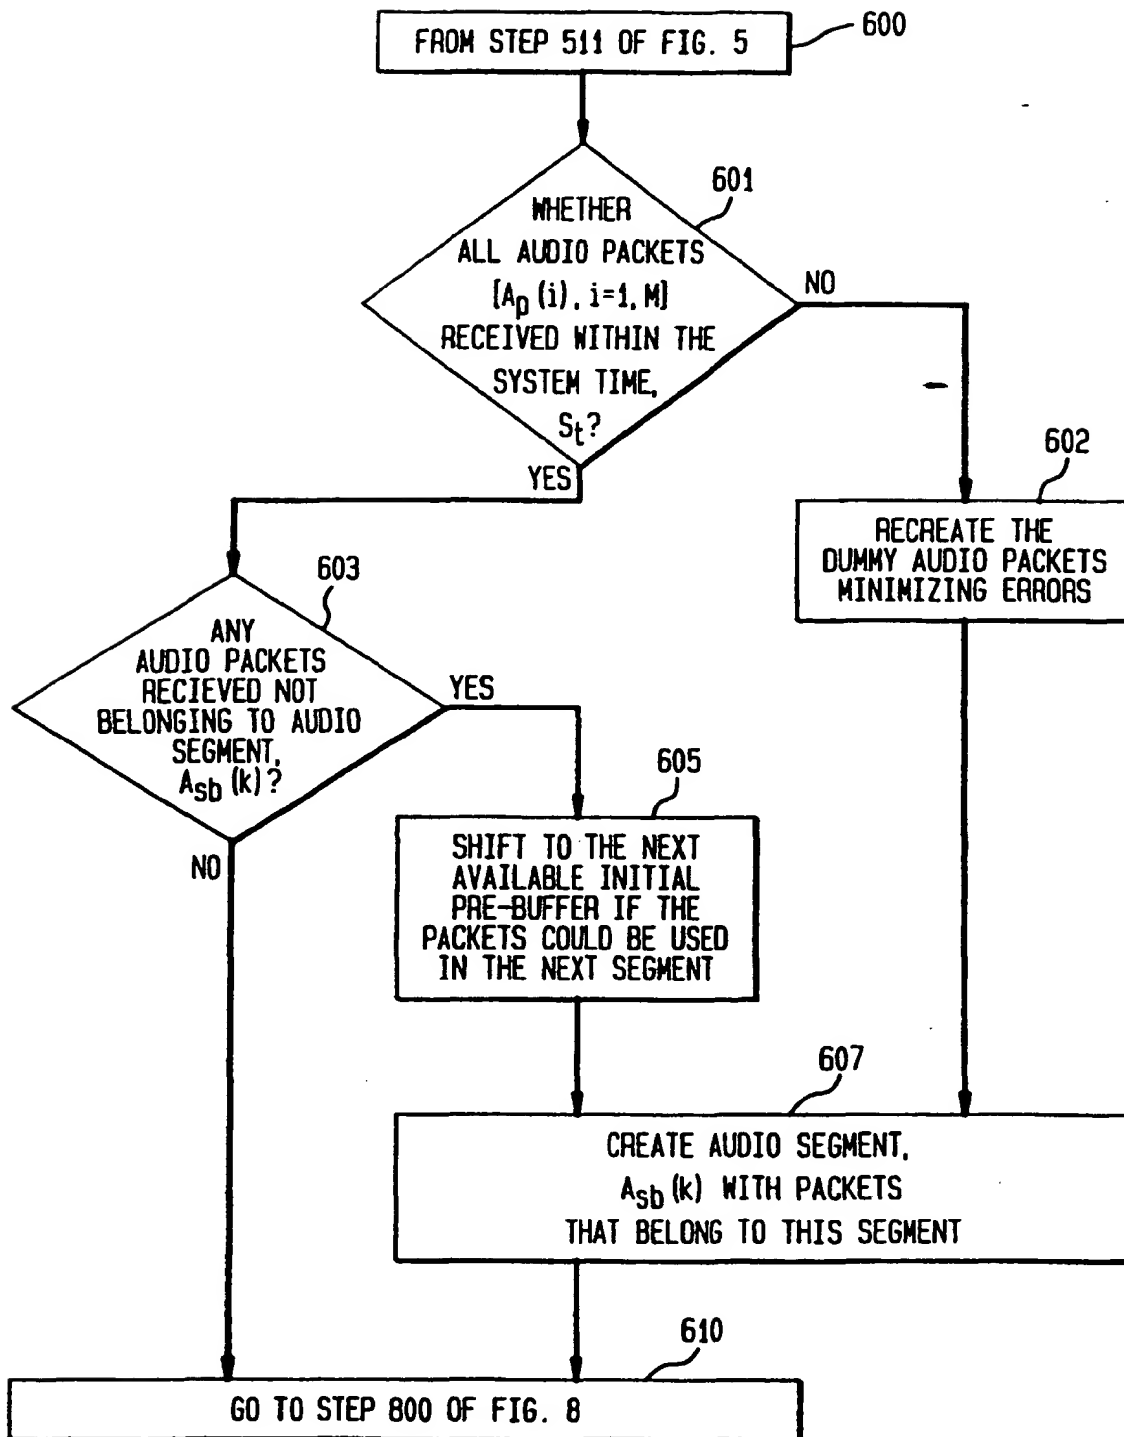 FROM STEP 511 OF FIG. 5
600
601
WHETHER
ALL AUDIO PACKETS
[Ap(i), i=1, M]
RECEIVED WITHIN THE
SYSTEM TIME,
St?
NO
YES
602
RECREATE THE
DUMMY AUDIO PACKETS
MINIMIZING ERRORS
603
ANY
AUDIO PACKETS
RECIEVED NOT
BELONGING TO AUDIO
SEGMENT,
Asb(k)?
YES
NO
605
SHIFT TO THE NEXT
AVAILABLE INITIAL
PRE-BUFFER IF THE
PACKETS COULD BE USED
IN THE NEXT SEGMENT
607
CREATE AUDIO SEGMENT,
Asb(k) WITH PACKETS
THAT BELONG TO THIS SEGMENT
610
GO TO STEP 800 OF FIG. 8